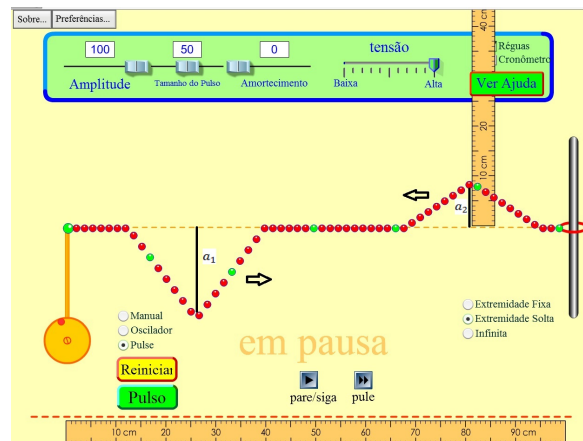 Sobre... Preferências...
40 cm
100 50 0 tensão Réguas
Cronômetro
Amplitude Tamanho do Pulso Amortecimento Baixa Alta Ver Ajuda
20
10 cm
a₂
a₁
Manual
Oscilador
Pulse
Extremidade Fixa
Extremidade Solta
Infinita
em pausa
Reiniciar
Pulso
pare/siga pule
10 cm 20 30 40 50 60 70 80 90 cm